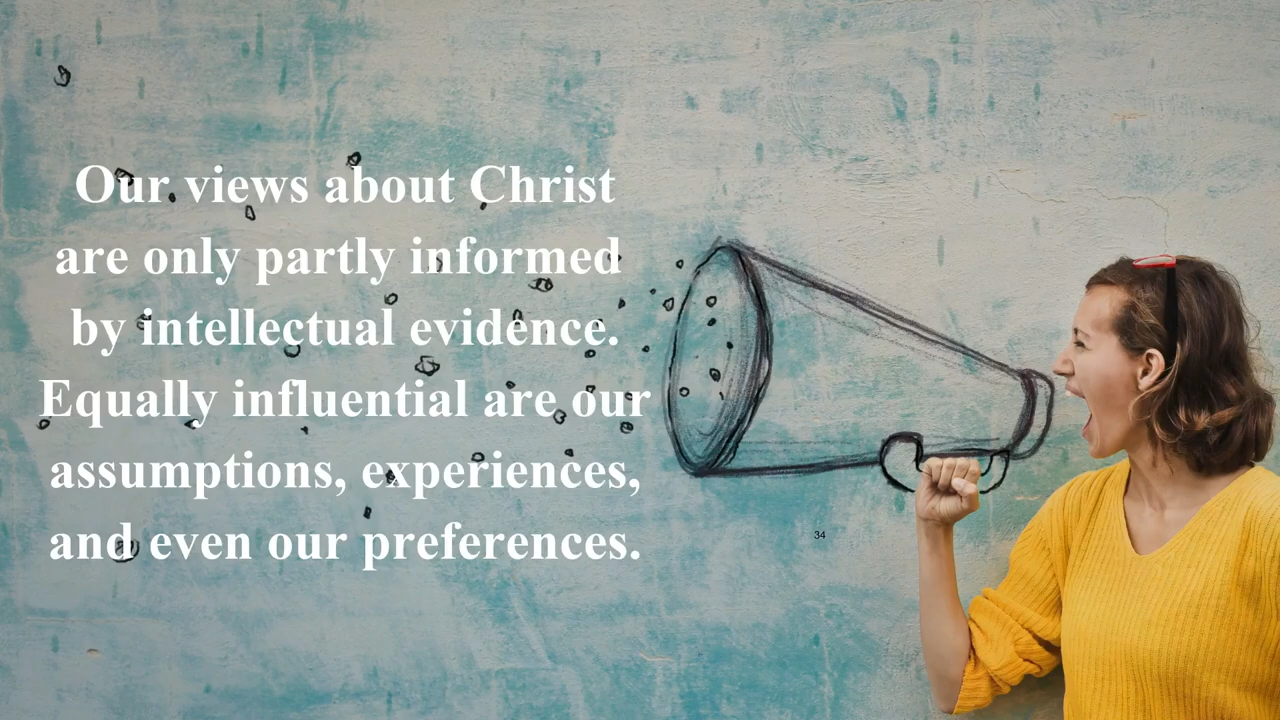 Our views about Christ
are only partly informed
by intellectual evidence.
Equally influential are our
assumptions, experiences,
and even our preferences.
34